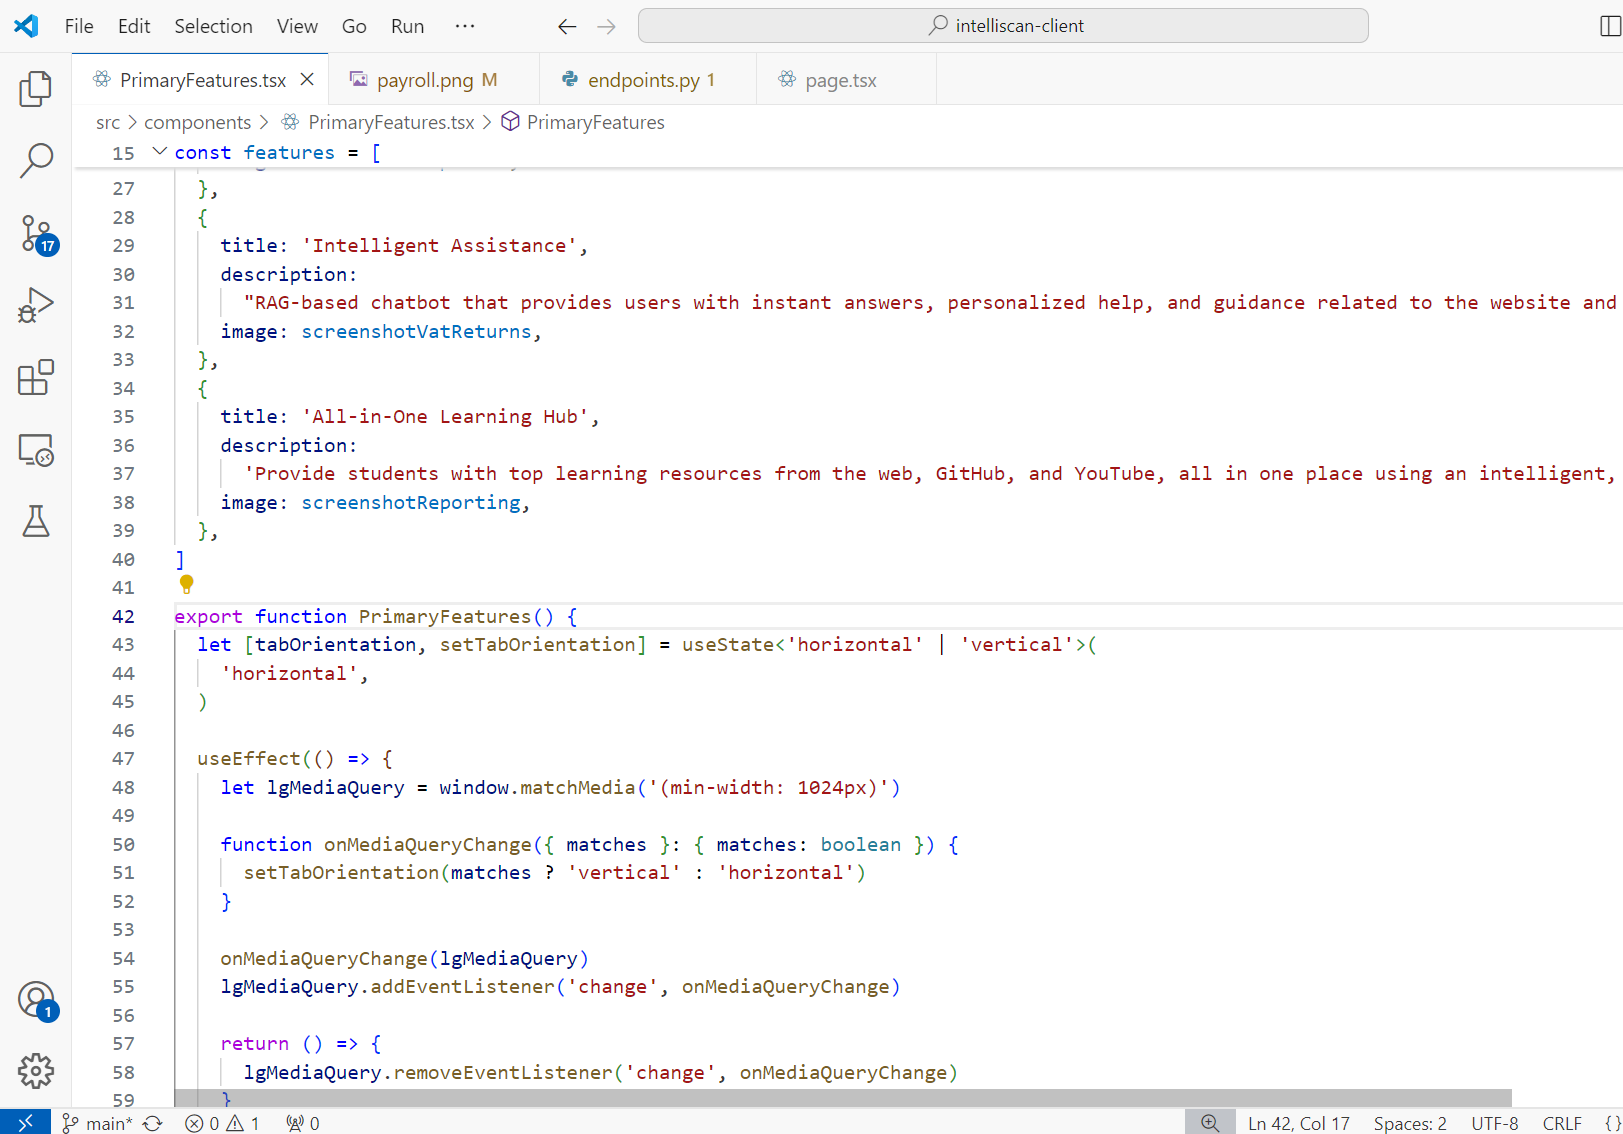 File Edit Selection View Go Run ··· intelliscan-client
PrimaryFeatures.tsx payroll.png M endpoints.py 1 page.tsx
src > components > PrimaryFeatures.tsx > PrimaryFeatures
15 const features = [
27 },
28 {
29 title: 'Intelligent Assistance',
30 description:
31 "RAG-based chatbot that provides users with instant answers, personalized help, and guidance related to the website and
32 image: screenshotVatReturns,
33 },
34 {
35 title: 'All-in-One Learning Hub',
36 description:
37 'Provide students with top learning resources from the web, GitHub, and YouTube, all in one place using an intelligent,
38 image: screenshotReporting,
39 },
40 ]
41
42 export function PrimaryFeatures() {
43 let [tabOrientation, setTabOrientation] = useState<'horizontal' | 'vertical'>(
44 'horizontal',
45 )
46
47 useEffect(() => {
48 let lgMediaQuery = window.matchMedia('(min-width: 1024px)')
49
50 function onMediaQueryChange({ matches }: { matches: boolean }) {
51 setTabOrientation(matches ? 'vertical' : 'horizontal')
52 }
53
54 onMediaQueryChange(lgMediaQuery)
55 lgMediaQuery.addEventListener('change', onMediaQueryChange)
56
57 return () => {
58 lgMediaQuery.removeEventListener('change', onMediaQueryChange)
59 }
17
1
main* 0 1 0 Ln 42, Col 17 Spaces: 2 UTF-8 CRLF {}